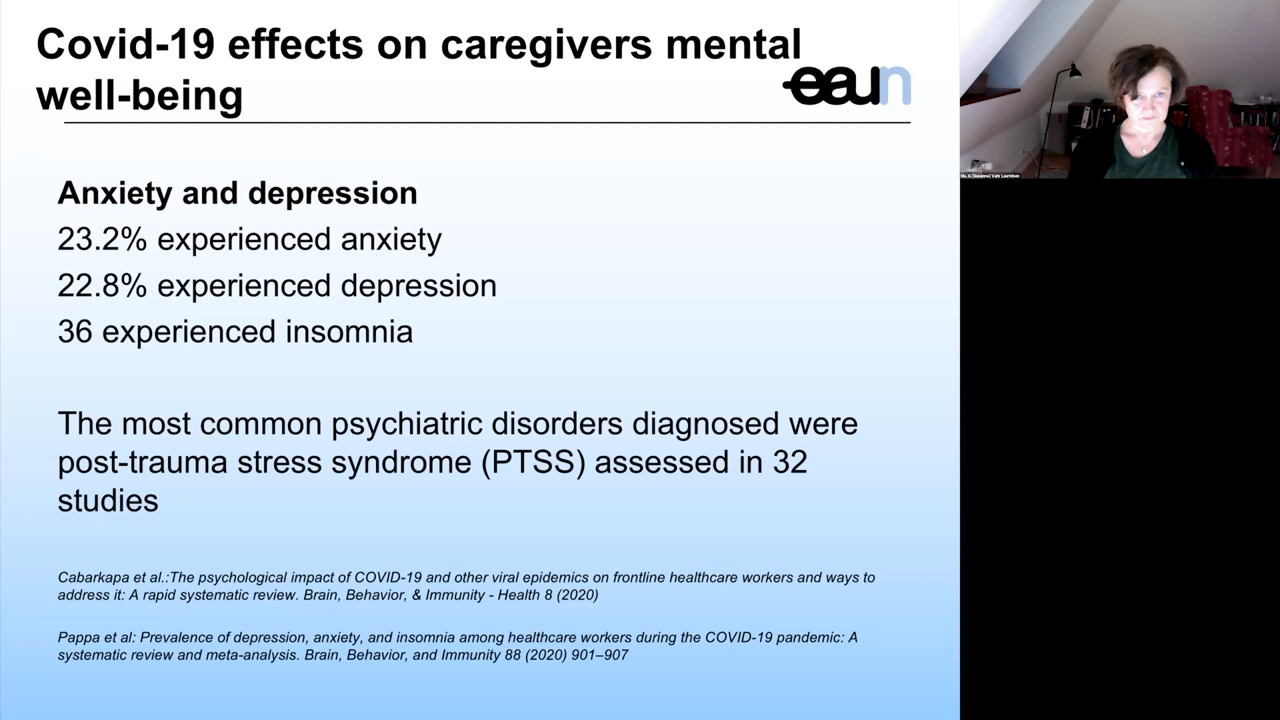 Covid-19 effects on caregivers mental
well-being
eaun
Anxiety and depression
23.2% experienced anxiety
22.8% experienced depression
36 experienced insomnia
The most common psychiatric disorders diagnosed were
post-trauma stress syndrome (PTSS) assessed in 32
studies
Cabarkapa et al.:The psychological impact of COVID-19 and other viral epidemics on frontline healthcare workers and ways to
address it: A rapid systematic review. Brain, Behavior, & Immunity - Health 8 (2020)
Pappa et al: Prevalence of depression, anxiety, and insomnia among healthcare workers during the COVID-19 pandemic: A
systematic review and meta-analysis. Brain, Behavior, and Immunity 88 (2020) 901–907
Ms. S. (Susanne) Vahr Lauridsen